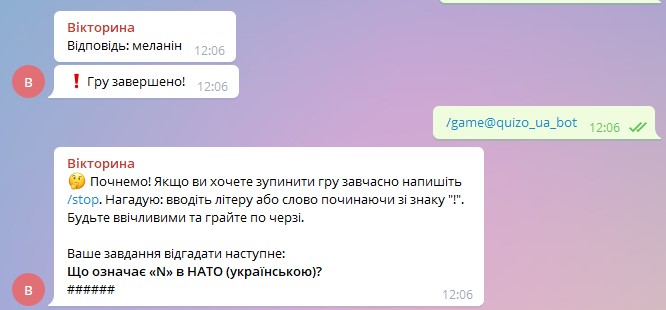 Вікторина
Відповідь: меланін
12:06
В
❗ Гру завершено!
12:06
/game@quizo_ua_bot
12:06
Вікторина
🤔 Почнемо! Якщо ви хочете зупинити гру завчасно напишіть
/stop. Нагадую: вводіть літеру або слово починаючи зі знаку "!".
Будьте ввічливими та грайте по черзі.
Ваше завдання відгадати наступне:
Що означає «N» в НАТО (українською)?
######
В
12:06